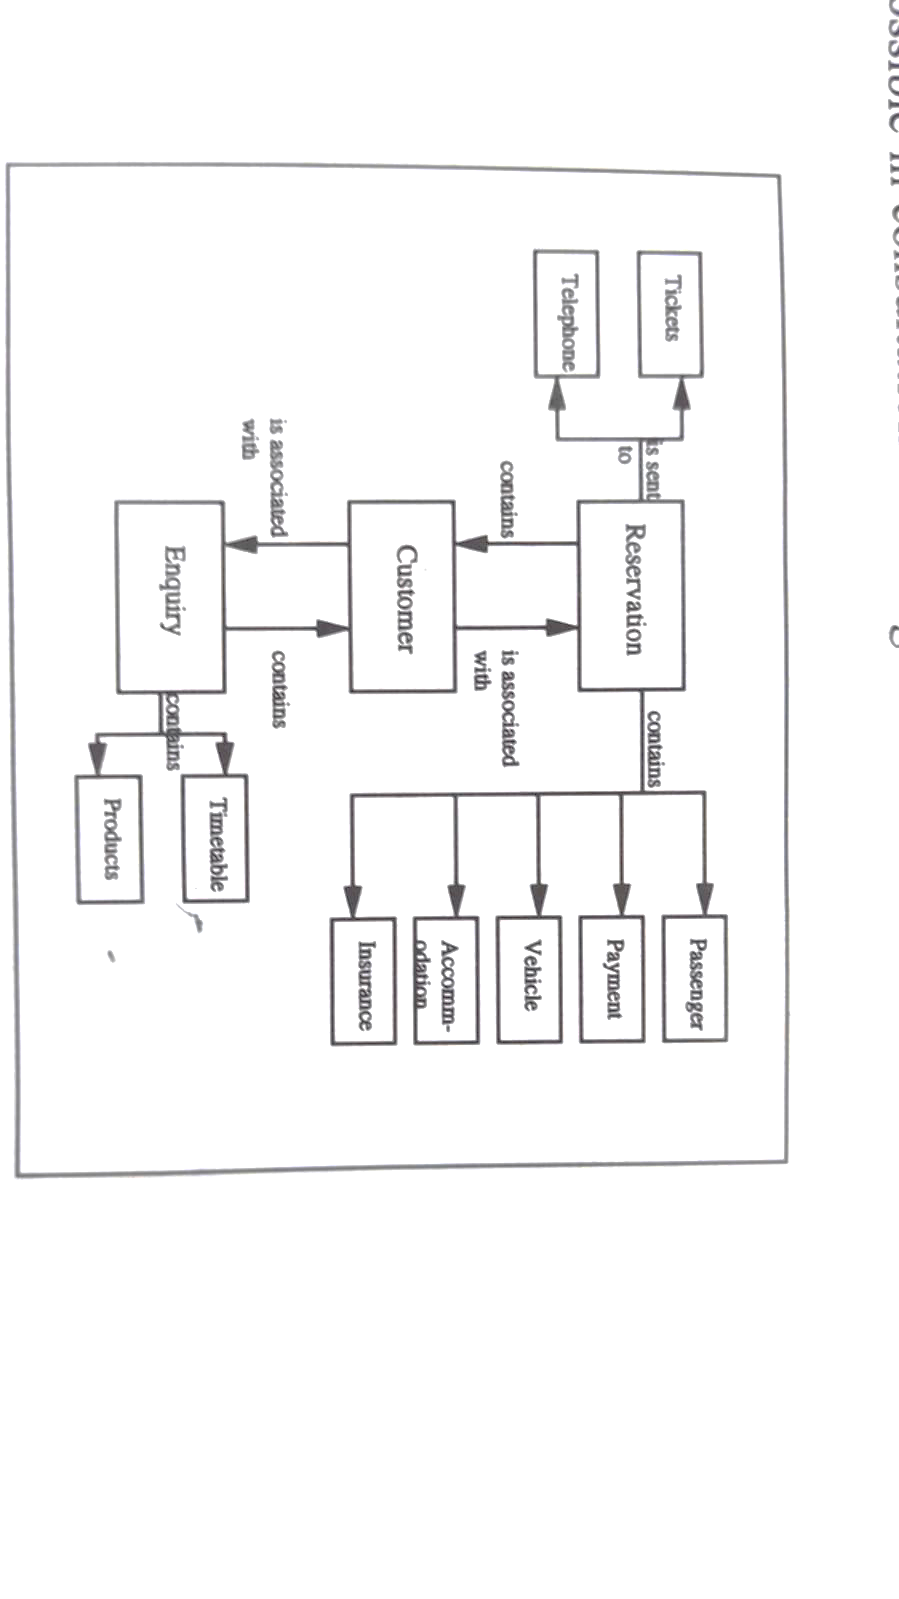 Tickets
Telephone
is sent
to
Reservation
contains
Passenger
Payment
Vehicle
Accomm-
odation
Insurance
contains
is associated
with
Customer
is associated
with
contains
Enquiry
contains
Timetable
Products